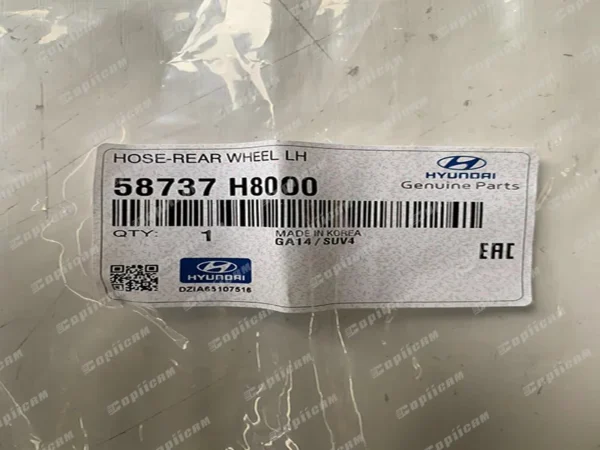 HOSE-REAR WHEEL LH
HYUNDAI
Genuine Parts
58737 H8000
QTY: 1
MADE IN KOREA
GA14/SUV4
EAC
HYUNDAI
DZIA65107516
Copiicam